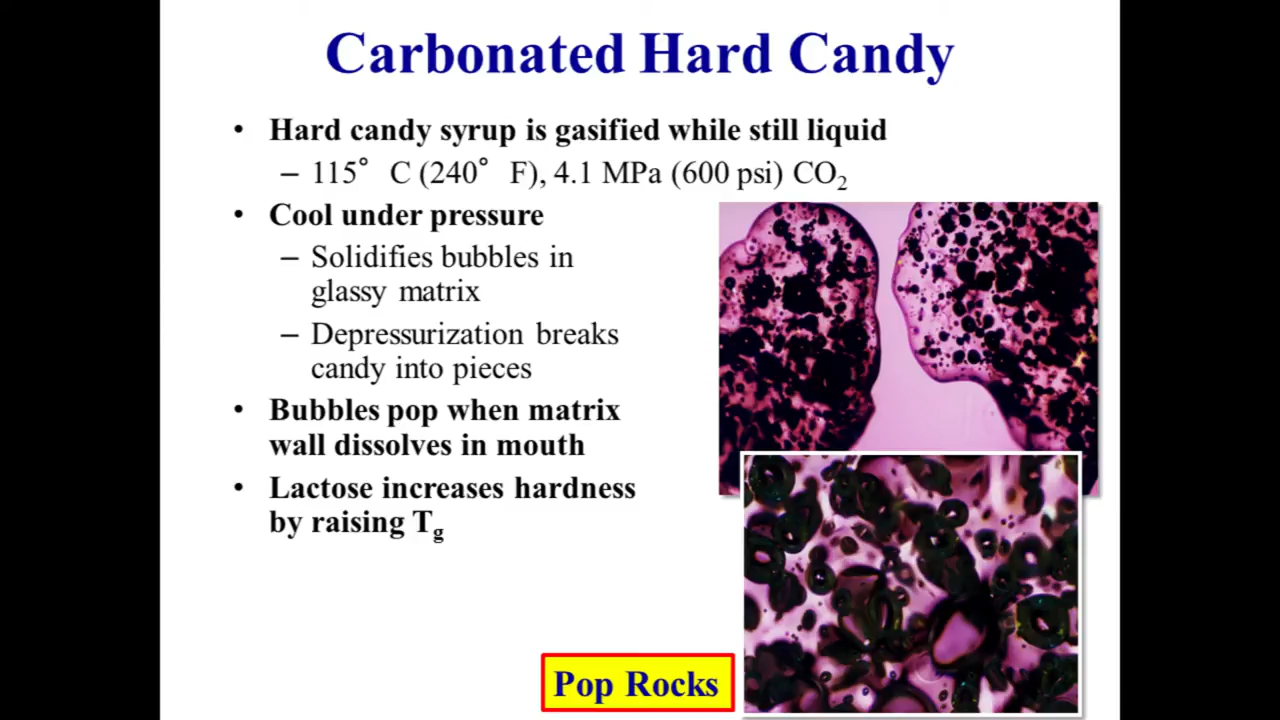 Carbonated Hard Candy
• Hard candy syrup is gasified while still liquid
– 115° C (240° F), 4.1 MPa (600 psi) CO₂
• Cool under pressure
– Solidifies bubbles in
glassy matrix
– Depressurization breaks
candy into pieces
• Bubbles pop when matrix
wall dissolves in mouth
• Lactose increases hardness
by raising Tg
Pop Rocks